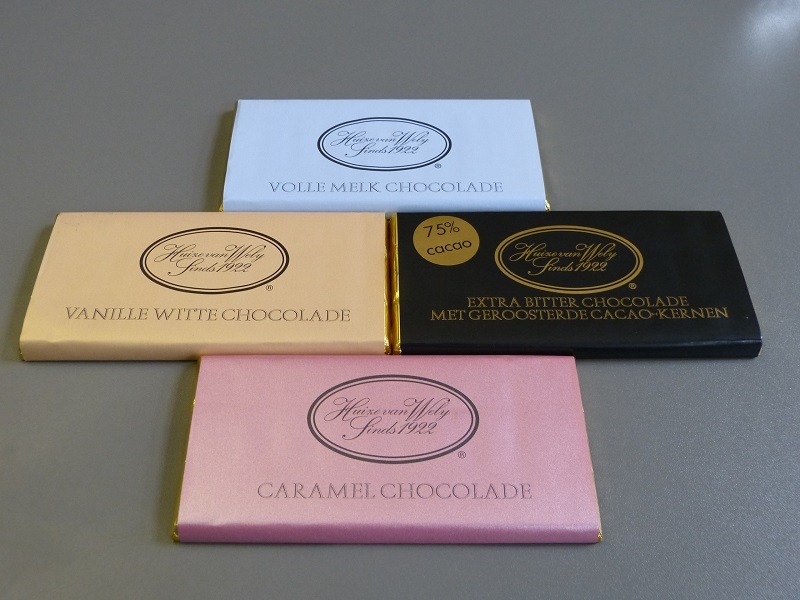 Huize van Wely
Sinds 1922
®
VOLLE MELK CHOCOLADE
Huize van Wely
Sinds 1922
®
VANILLE WITTE CHOCOLADE
75%
cacao
Huize van Wely
Sinds 1922
®
EXTRA BITTER CHOCOLADE
MET GEROOSTERDE CACAO-KERNEN
Huize van Wely
Sinds 1922
®
CARAMEL CHOCOLADE